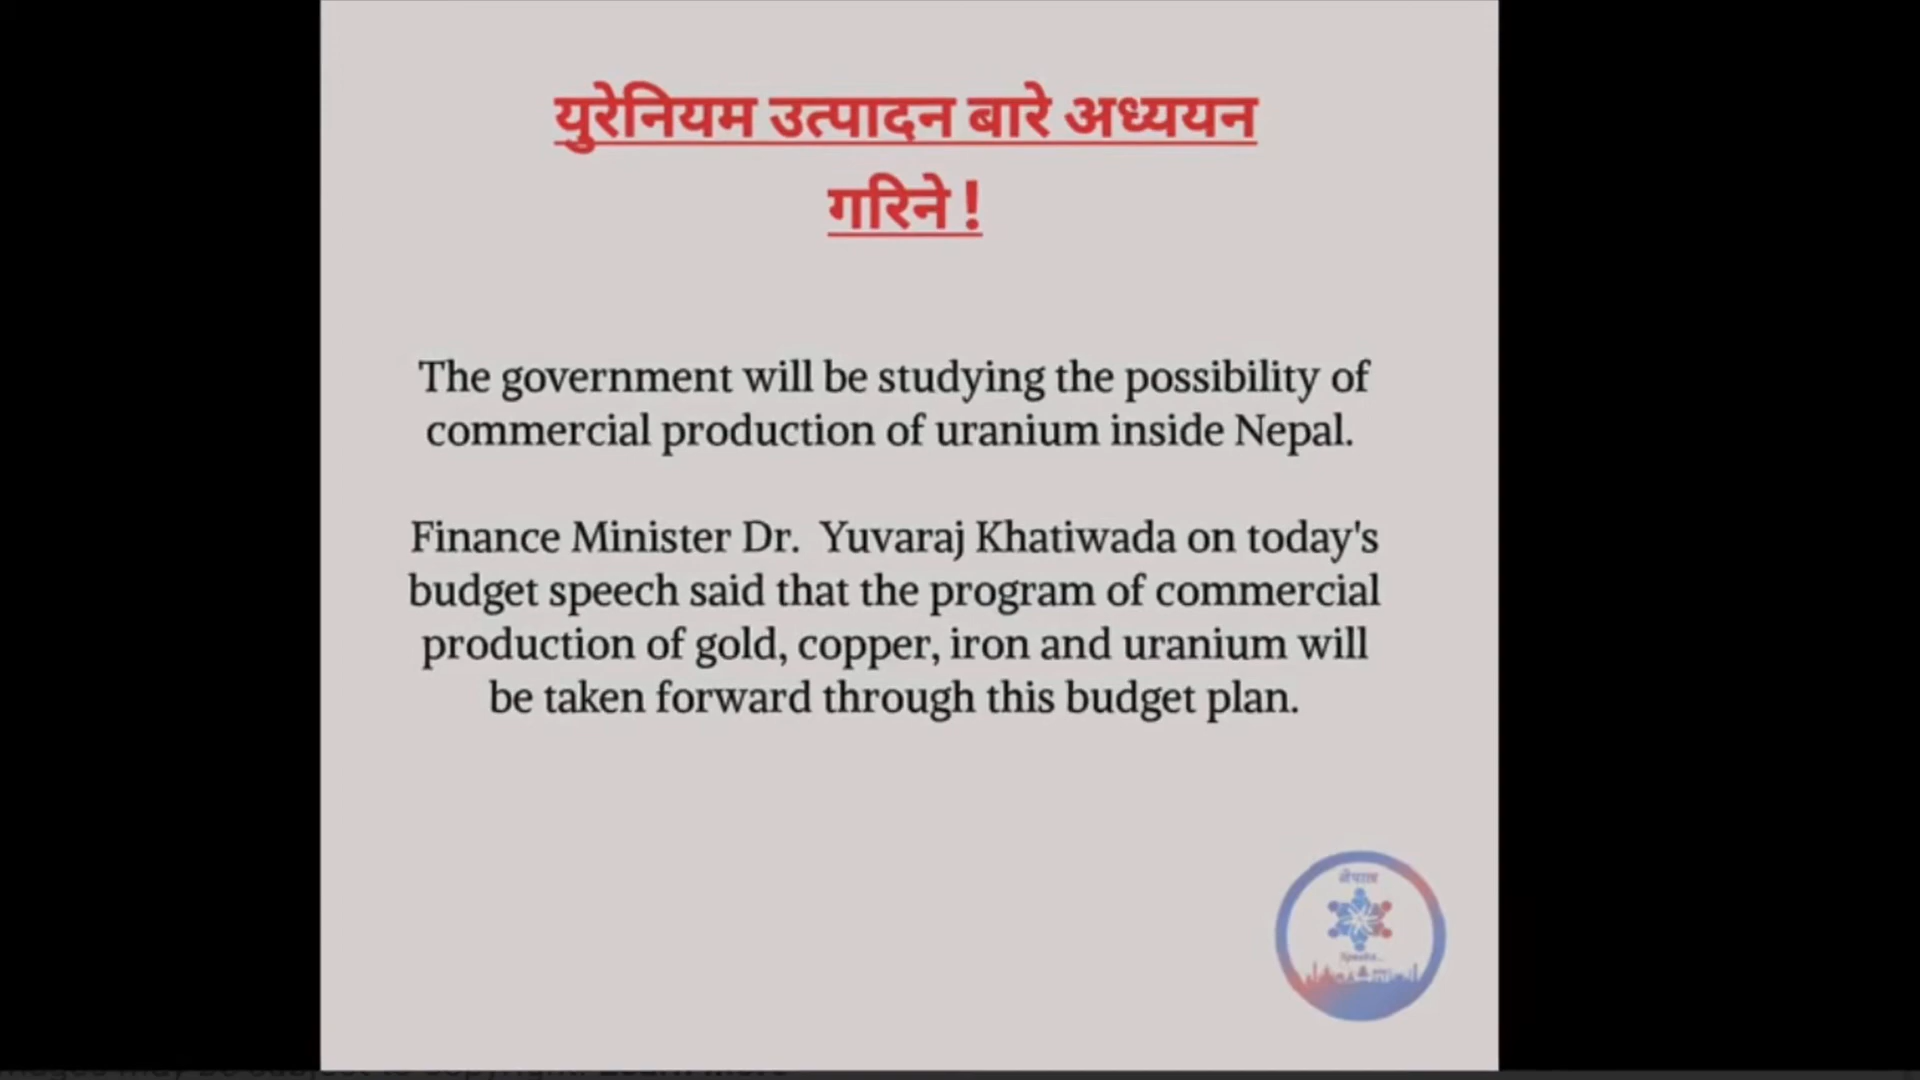 युरेनियम उत्पादन बारे अध्ययन
गरिने !
The government will be studying the possibility of
commercial production of uranium inside Nepal.
Finance Minister Dr. Yuvaraj Khatiwada on today's
budget speech said that the program of commercial
production of gold, copper, iron and uranium will
be taken forward through this budget plan.
नेपाल
Speaks...